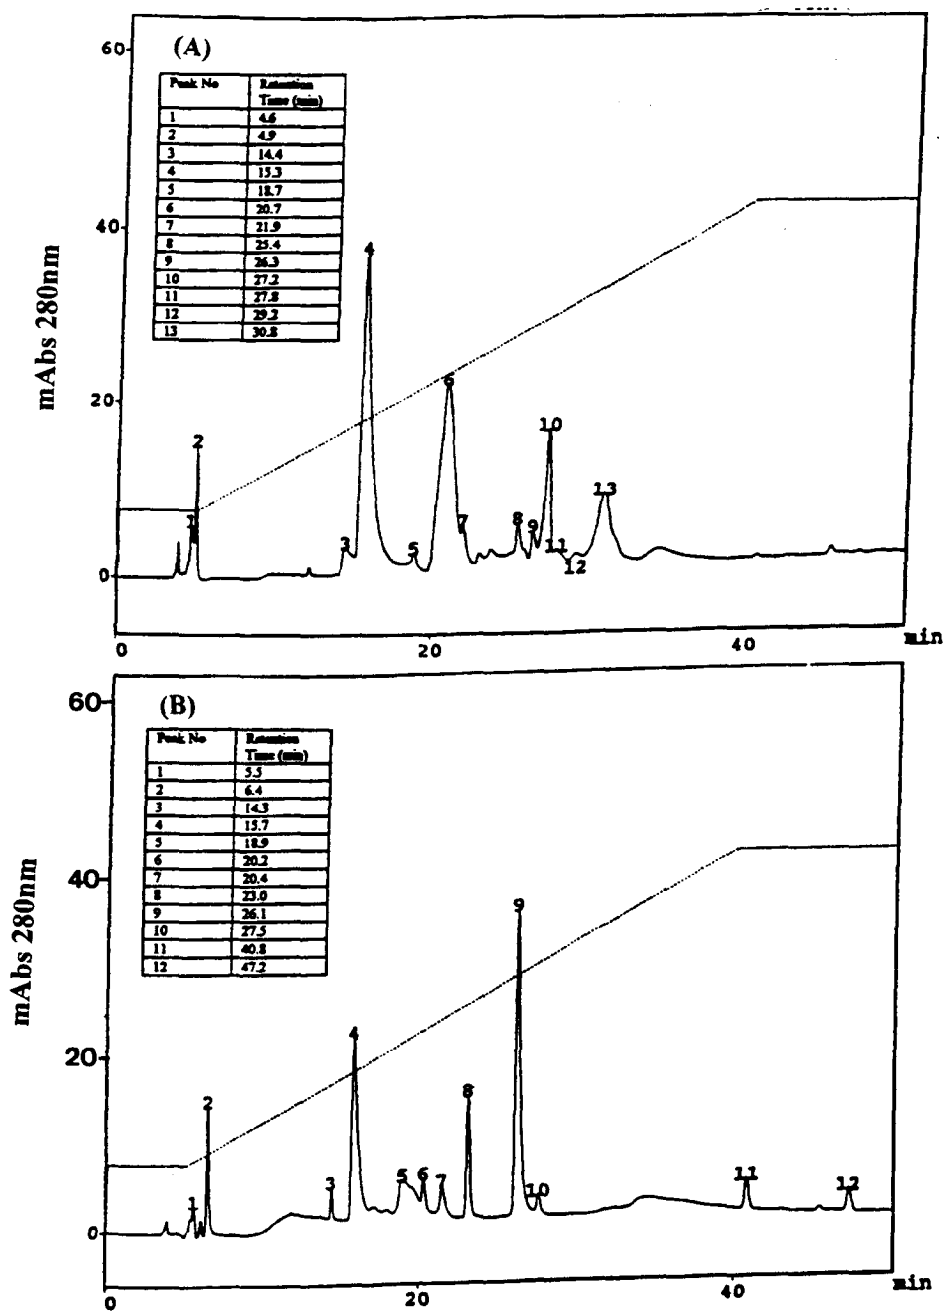 (A)
60
Peak No Retention
Time (min)
1 4.6
2 4.9
3 14.4
4 15.3
5 18.7
6 20.7
7 21.9
8 25.4
9 26.3
10 27.2
11 27.8
12 29.2
13 30.8
40
20
0
mAbs 280nm
1 2 3 4 5 6 7 8 9 10 11 12 13
0 20 40 min
(B)
60
Peak No Retention
Time (min)
1 5.5
2 6.4
3 14.3
4 15.7
5 18.9
6 20.2
7 20.4
8 23.0
9 26.1
10 27.5
11 40.8
12 47.2
40
20
0
mAbs 280nm
1 2 3 4 5 6 7 8 9 10 11 12
0 20 40 min